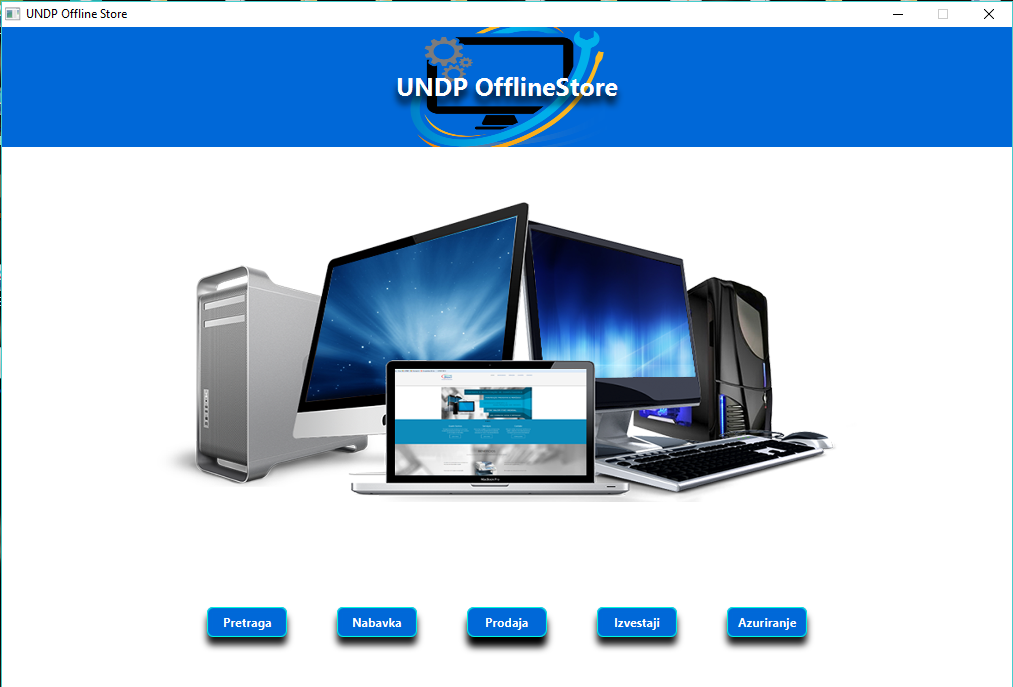 UNDP Offline Store
UNDP OfflineStore
Pretraga
Nabavka
Prodaja
Izvestaji
Azuriranje